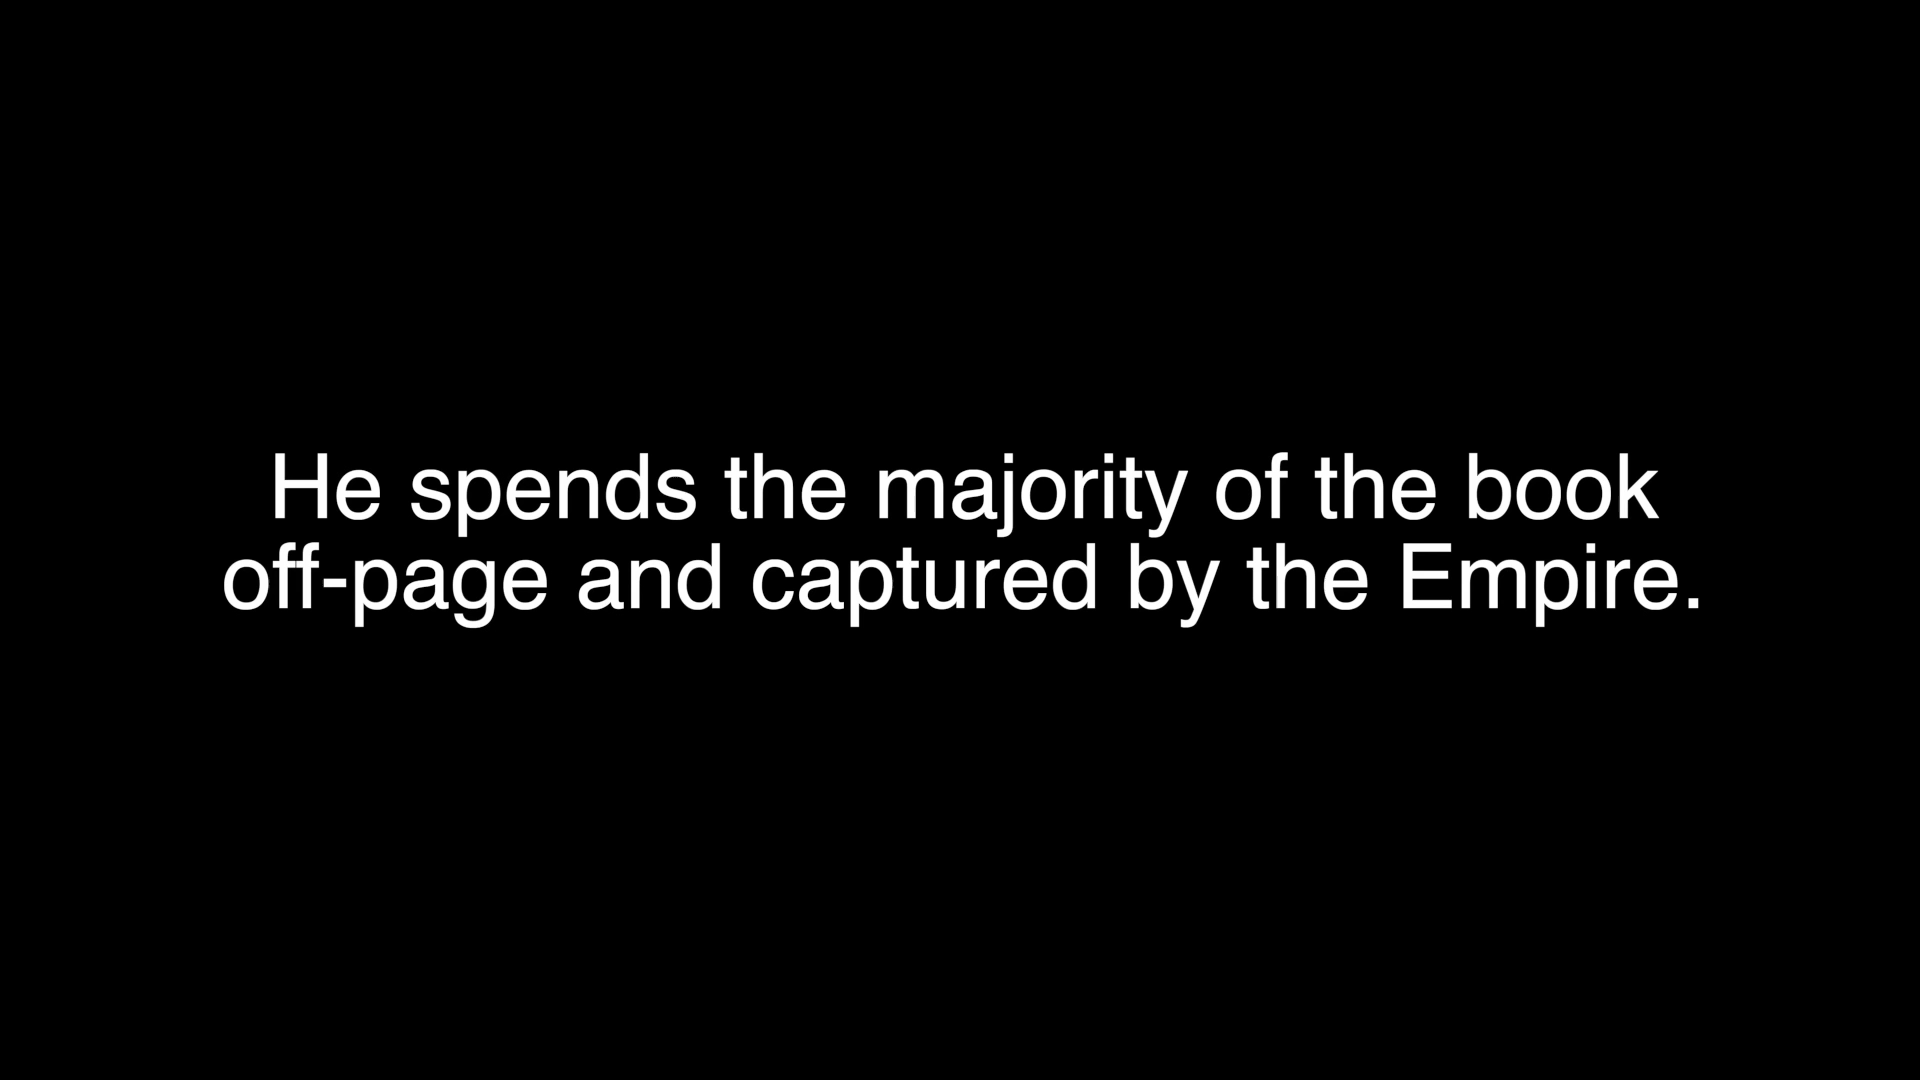 He spends the majority of the book
off-page and captured by the Empire.